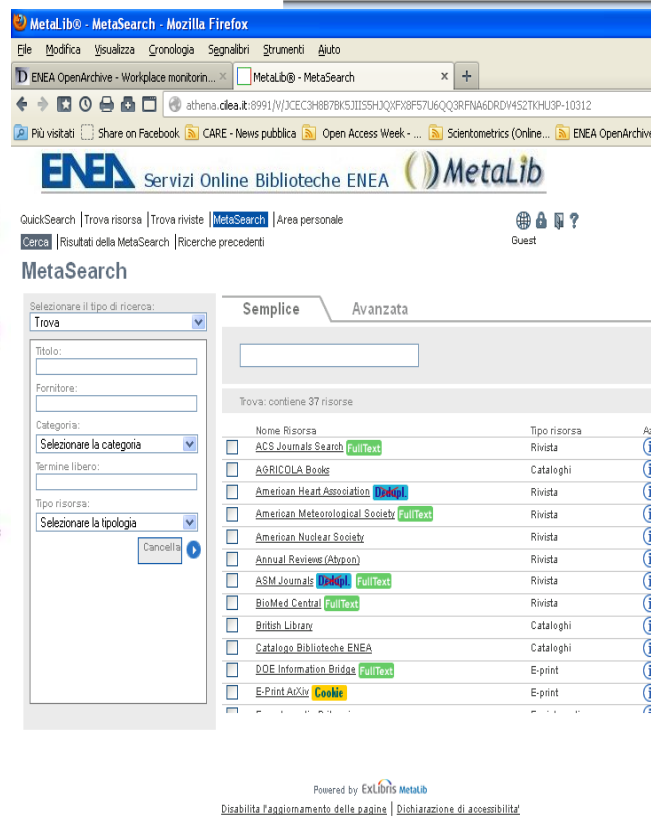 MetaLib® - MetaSearch - Mozilla Firefox
File Modifica Visualizza Cronologia Segnalibri Strumenti Aiuto
ENEA OpenArchive - Workplace monitorin... × MetaLib® - MetaSearch × +
athena.cilea.it:8991/V/JCEC3H8B7BK5JIIS5HJQXFX8F57U6QQ3RFNA6DRDV4S2TKHU3P-10312
Più visitati Share on Facebook CARE - News pubblica Open Access Week - ... Scientometrics (Online... ENEA OpenArchive
ENEA Servizi Online Biblioteche ENEA MetaLib
QuickSearch | Trova risorsa | Trova riviste | MetaSearch | Area personale
Guest
Cerca | Risultati della MetaSearch | Ricerche precedenti
MetaSearch
Selezionare il tipo di ricerca:
Trova
Titolo:
Fornitore:
Categoria:
Selezionare la categoria
Termine libero:
Tipo risorsa:
Selezionare la tipologia
Cancella
Semplice Avanzata
Trova: contiene 37 risorse
Nome Risorsa Tipo risorsa
ACS Journals Search FullText Rivista
AGRICOLA Books Cataloghi
American Heart Association Dedupl. Rivista
American Meteorological Society FullText Rivista
American Nuclear Society Rivista
Annual Reviews (Atypon) Rivista
ASM Journals Dedupl. FullText Rivista
BioMed Central FullText Rivista
British Library Cataloghi
Catalogo Biblioteche ENEA Cataloghi
DOE Information Bridge FullText E-print
E-Print ArXiv Cookie E-print
Powered by ExLibris MetaLib
Disabilita l'aggiornamento delle pagine | Dichiarazione di accessibilita'